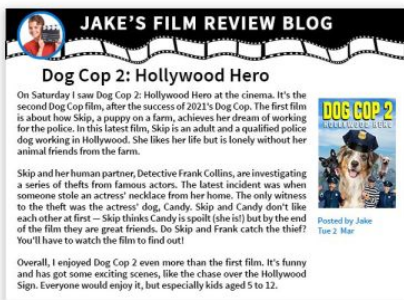 JAKE'S FILM REVIEW BLOG
Dog Cop 2: Hollywood Hero
On Saturday I saw Dog Cop 2: Hollywood Hero at the cinema. It's the
second Dog Cop film, after the success of 2021's Dog Cop. The first film
is about how Skip, a puppy on a farm, achieves her dream of working
for the police. In this latest film, Skip is an adult and a qualified police
dog working in Hollywood. She likes her life but is lonely without her
animal friends from the farm.
Skip and her human partner, Detective Frank Collins, are investigating
a series of thefts from famous actors. The latest incident was when
someone stole an actress' necklace from her home. The only witness
to the theft was the actress' dog, Candy. Skip and Candy don't like
each other at first — Skip thinks Candy is spoilt (she is!) but by the end
of the film they are great friends. Do Skip and Frank catch the thief?
You'll have to watch the film to find out!
Overall, I enjoyed Dog Cop 2 even more than the first film. It's funny
and has got some exciting scenes, like the chase over the Hollywood
Sign. Everyone would enjoy it, but especially kids aged 5 to 12.
DOG COP 2
HOLLYWOOD HERO
Posted by Jake
Tue 2 Mar